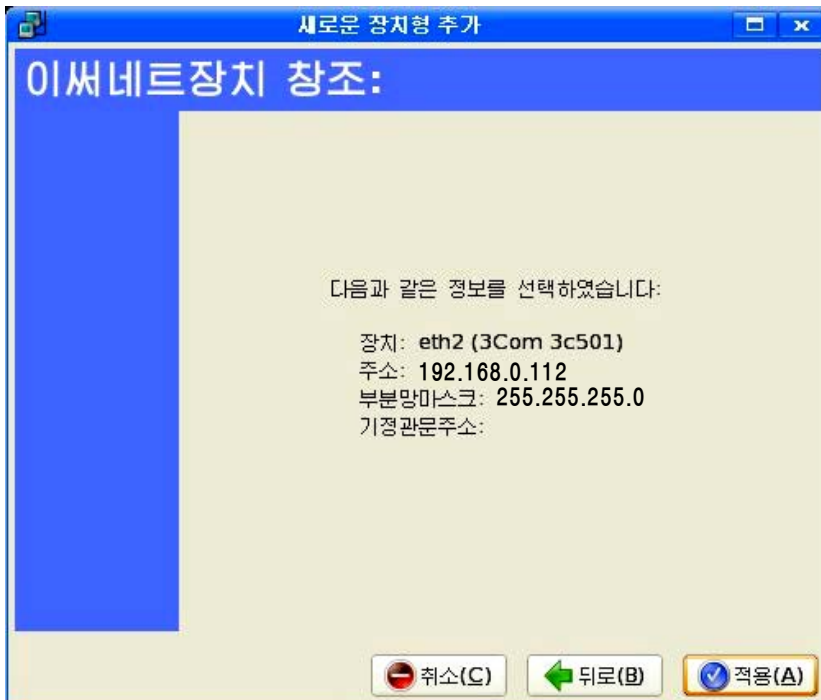 새로운 장치형 추가
이써네트장치 창조:
다음과 같은 정보를 선택하였습니다:
장치: eth2 (3Com 3c501)
주소: 192.168.0.112
부분망마스크: 255.255.255.0
기정관문주소:
취소(C) 뒤로(B) 적용(A)